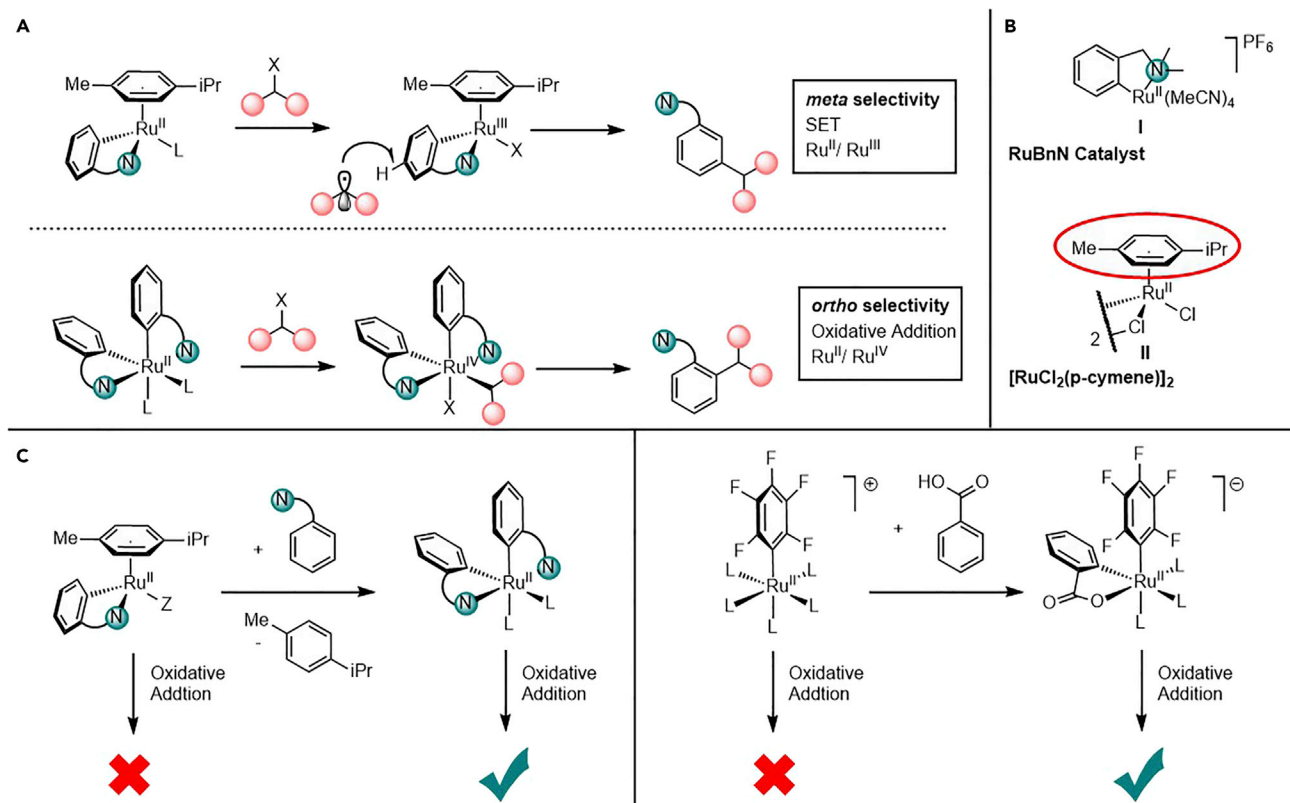 A
X
Me
iPr
Ru^II
L
N
Me
iPr
Ru^III
X
N
H
N
meta selectivity
SET
Ru^II/ Ru^III
X
Ru^II
N
N
L
L
Ru^IV
N
N
X
N
ortho selectivity
Oxidative Addition
Ru^II/ Ru^IV
B
PF6
N
Ru^II(MeCN)4
I
RuBnN Catalyst
Me
iPr
Ru^II
Cl
Cl
2
II
[RuCl2(p-cymene)]2
C
Me
iPr
Ru^II
Z
N
+
N
-
Me
iPr
Ru^II
N
N
L
L
Oxidative
Addtion
Oxidative
Addition
F
F
F
F
F
L
L
Ru^II
L
L
L
⊕
+
HO
O
F
F
F
F
F
Ru^II
L
L
L
O
O
⊖
Oxidative
Addtion
Oxidative
Addition